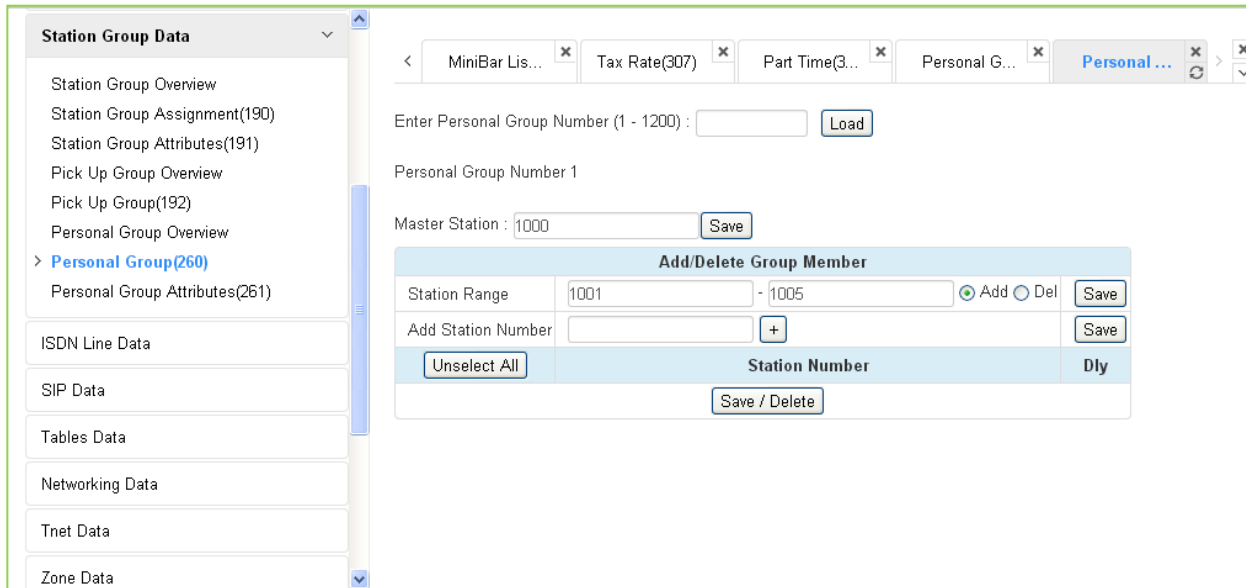 Station Group Data
Station Group Overview
Station Group Assignment(190)
Station Group Attributes(191)
Pick Up Group Overview
Pick Up Group(192)
Personal Group Overview
> Personal Group(260)
Personal Group Attributes(261)
ISDN Line Data
SIP Data
Tables Data
Networking Data
Tnet Data
Zone Data
< MiniBar Lis... Tax Rate(307) Part Time(3... Personal G... Personal ... >
Enter Personal Group Number (1 - 1200) : Load
Personal Group Number 1
Master Station : 1000 Save
Add/Delete Group Member
Station Range 1001 - 1005 Add Del Save
Add Station Number + Save
Unselect All Station Number Dly
Save / Delete